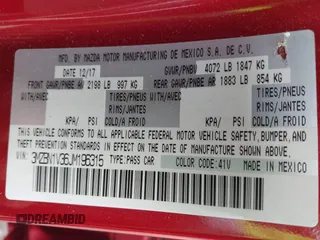 MFD. BY MAZDA MOTOR MANUFACTURING DE MEXICO S.A. DE C.V.
DATE 12/17 GVWR/PNBV 4072 LB 1847 KG
FRONT GAWR/PNBE AV 2198 LB 997 KG REAR GAWR/PNBE AR 1883 LB 854 KG
WITH/AVEC TIRES/PNEUS WITH/AVEC TIRES/PNEUS
RIMS/JANTES RIMS/JANTES
KPA/ PSI COLD/A FROID KPA/ PSI COLD/A FROID
THIS VEHICLE CONFORMS TO ALL APPLICABLE FEDERAL MOTOR VEHICLE SAFETY, BUMPER, AND
THEFT PREVENTION STANDARDS IN EFFECT ON THE DATE OF MANUFACTURE SHOWN ABOVE.
3MZBN1V36JM196315 TYPE:PASS CAR
COLOR CODE: 41V MADE IN MEXICO
RIDBID